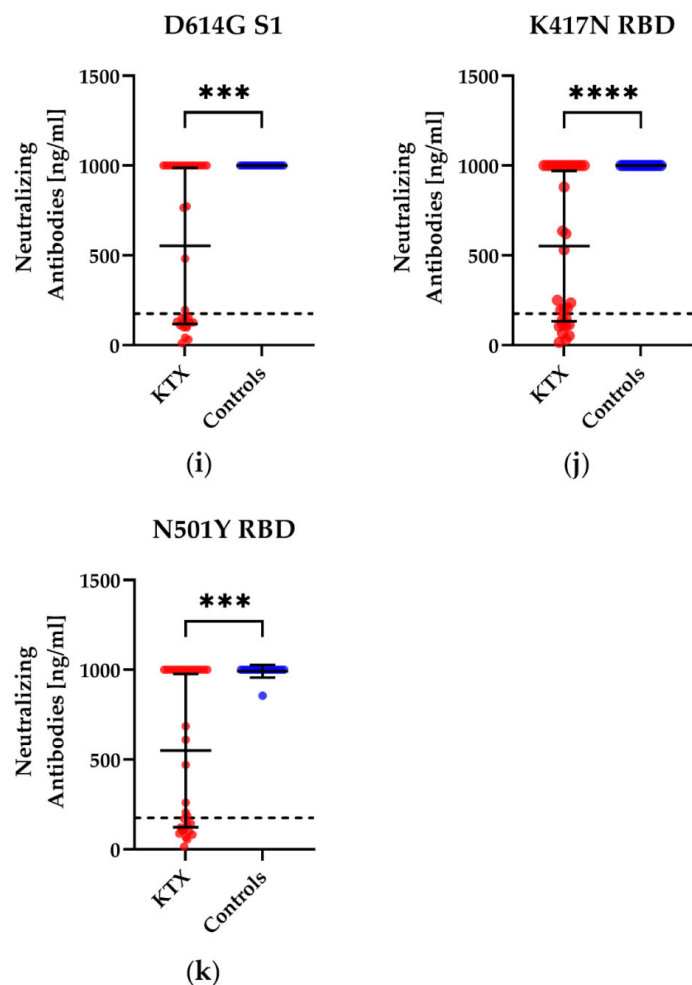 D614G S1
K417N RBD
Neutralizing
Antibodies [ng/ml]
1500
1000
500
0
***
KTX
Controls
(i)
Neutralizing
Antibodies [ng/ml]
1500
1000
500
0
****
KTX
Controls
(j)
N501Y RBD
Neutralizing
Antibodies [ng/ml]
1500
1000
500
0
***
KTX
Controls
(k)